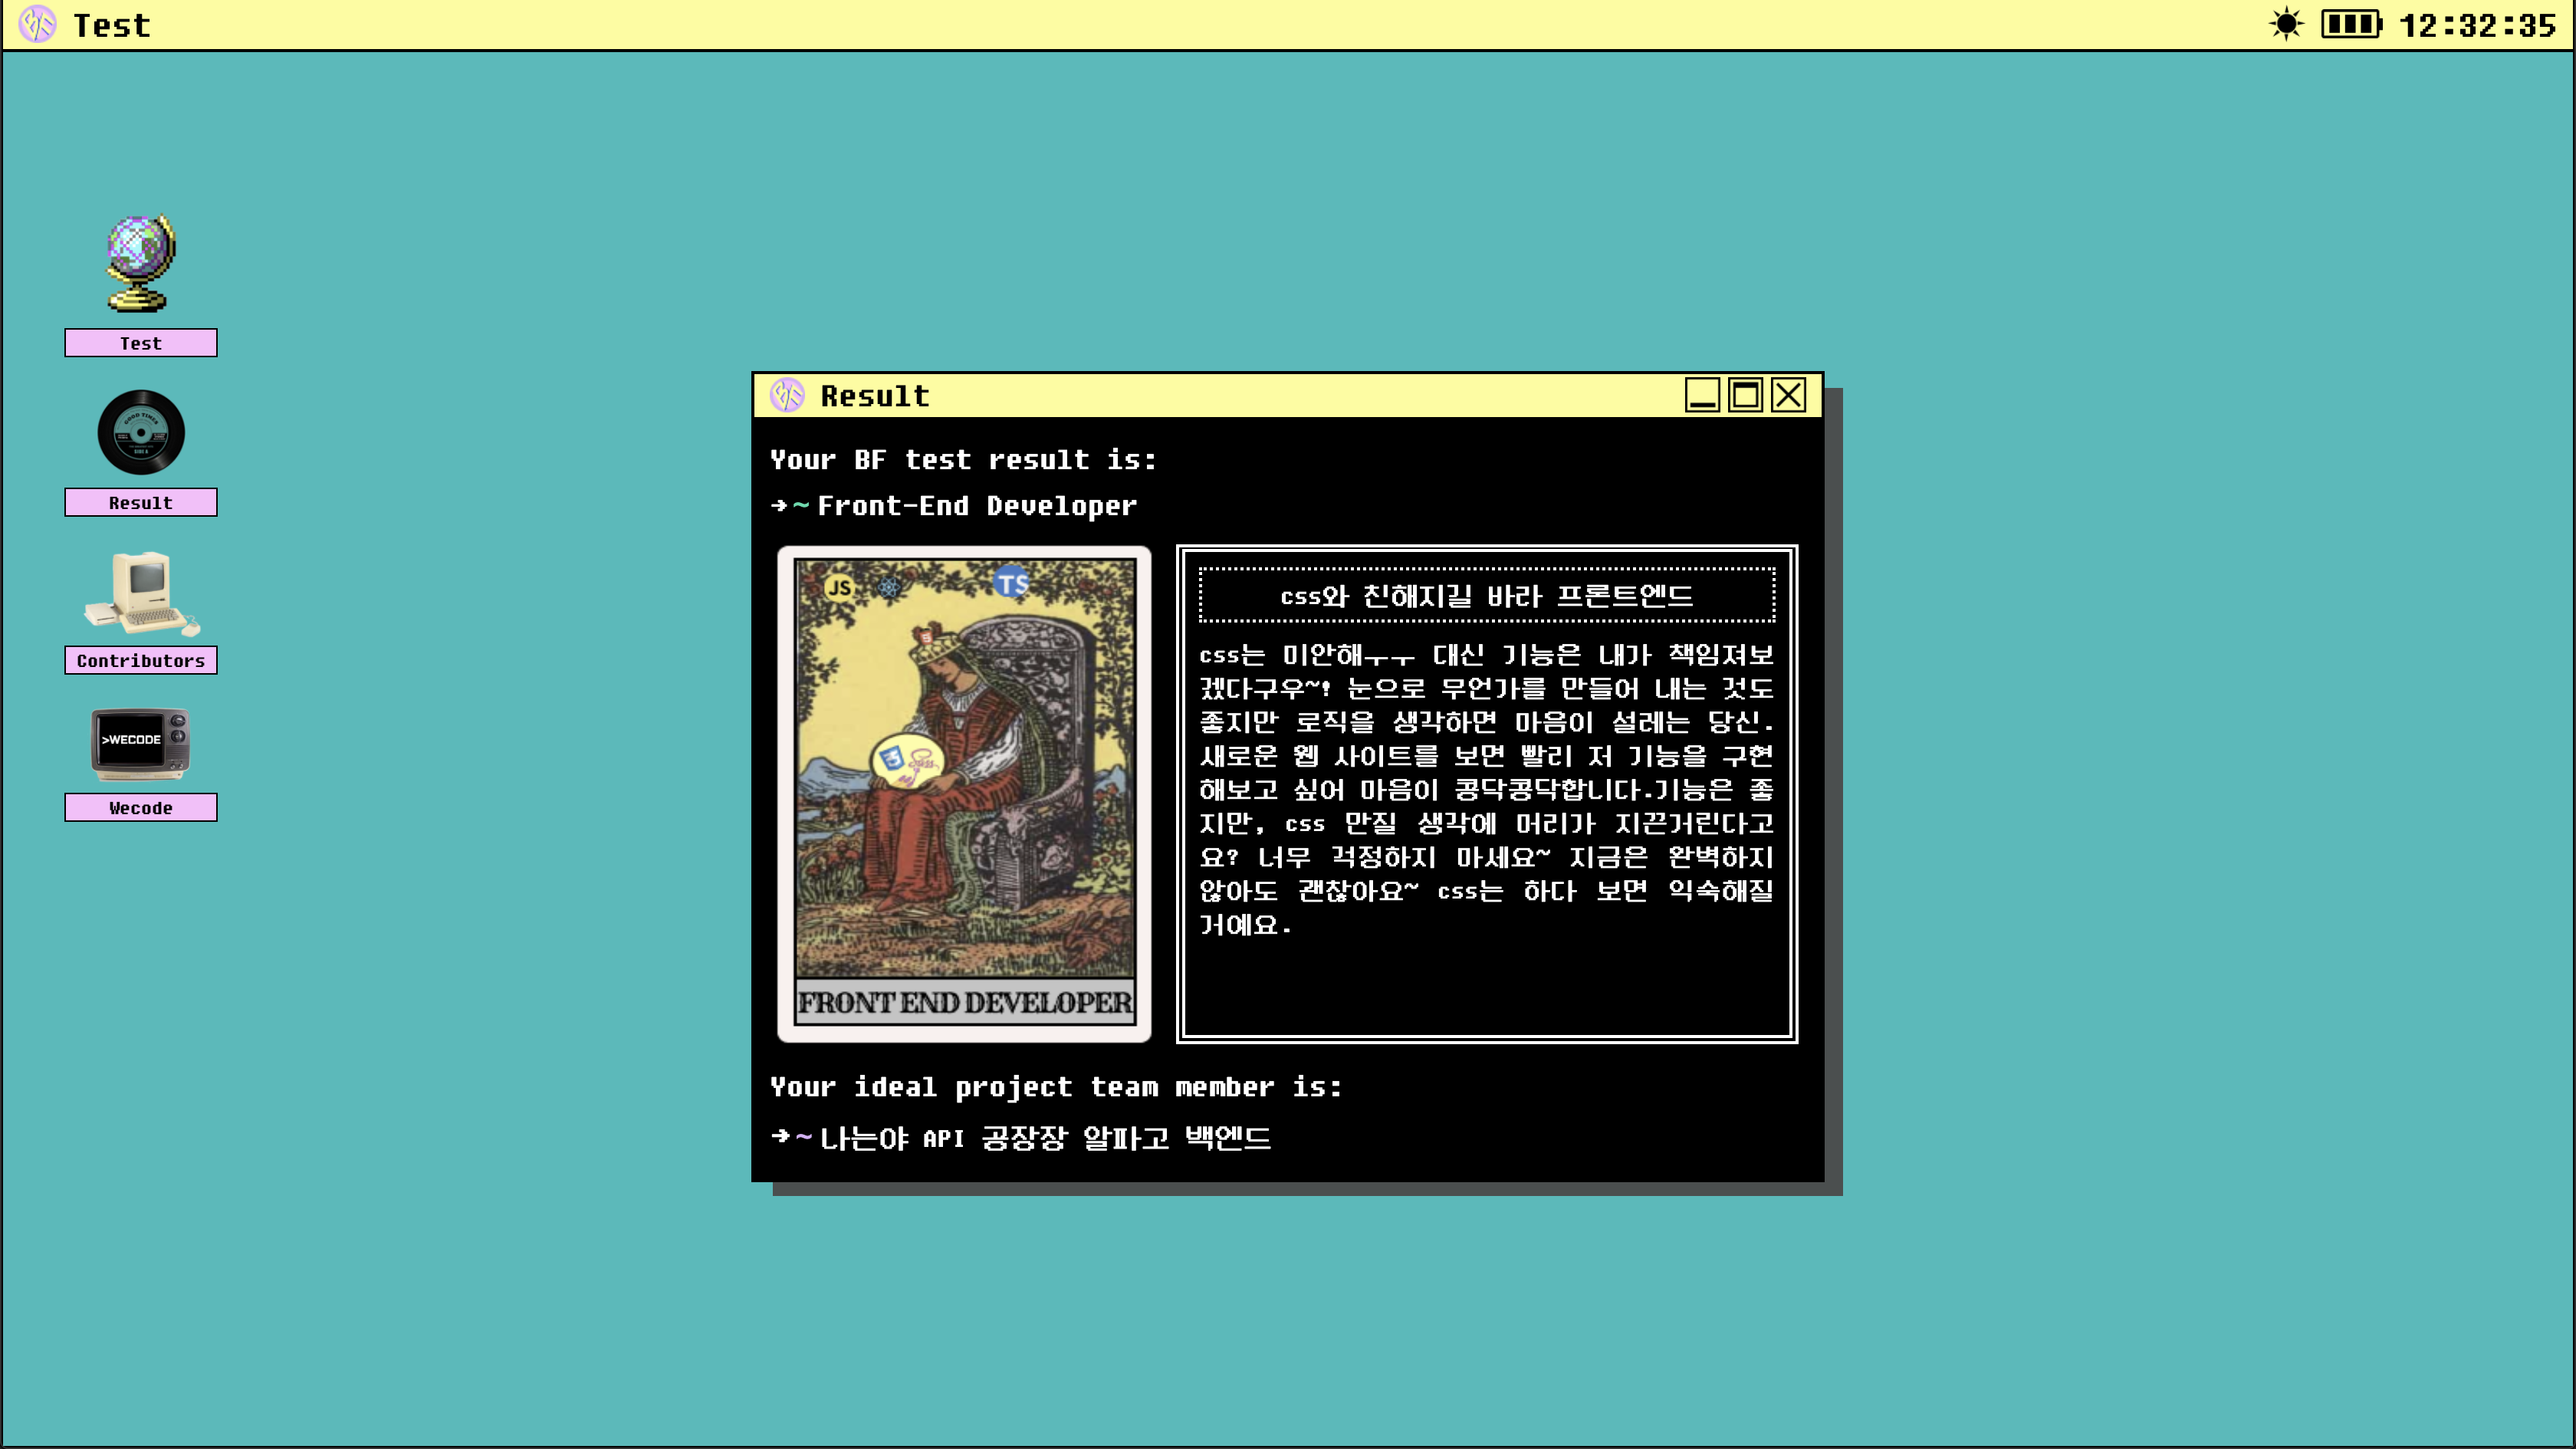 Test
12:32:35
Test
Result
Contributors
>WECODE
Wecode
Result
Your BF test result is:
➔~Front-End Developer
JS
TS
FRONT END DEVELOPER
css와 친해지길 바라 프론트엔드
css는 미안해ㅜㅜ 대신 기능은 내가 책임져보
겠다구우~! 눈으로 무언가를 만들어 내는 것도
좋지만 로직을 생각하면 마음이 설레는 당신.
새로운 웹 사이트를 보면 빨리 저 기능을 구현
해보고 싶어 마음이 콩닥콩닥합니다.기능은 좋
지만, css 만질 생각에 머리가 지끈거린다고
요? 너무 걱정하지 마세요~ 지금은 완벽하지
않아도 괜찮아요~ css는 하다 보면 익숙해질
거예요.
Your ideal project team member is:
➔~나는야 API 공장장 알파고 백엔드